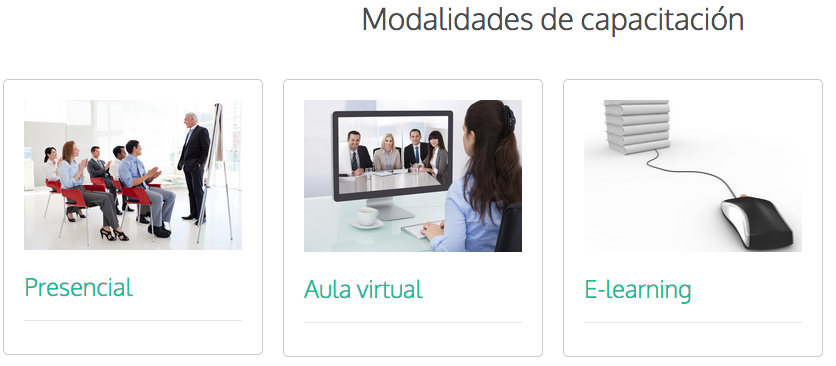 Modalidades de capacitación
Presencial
Aula virtual
E-learning